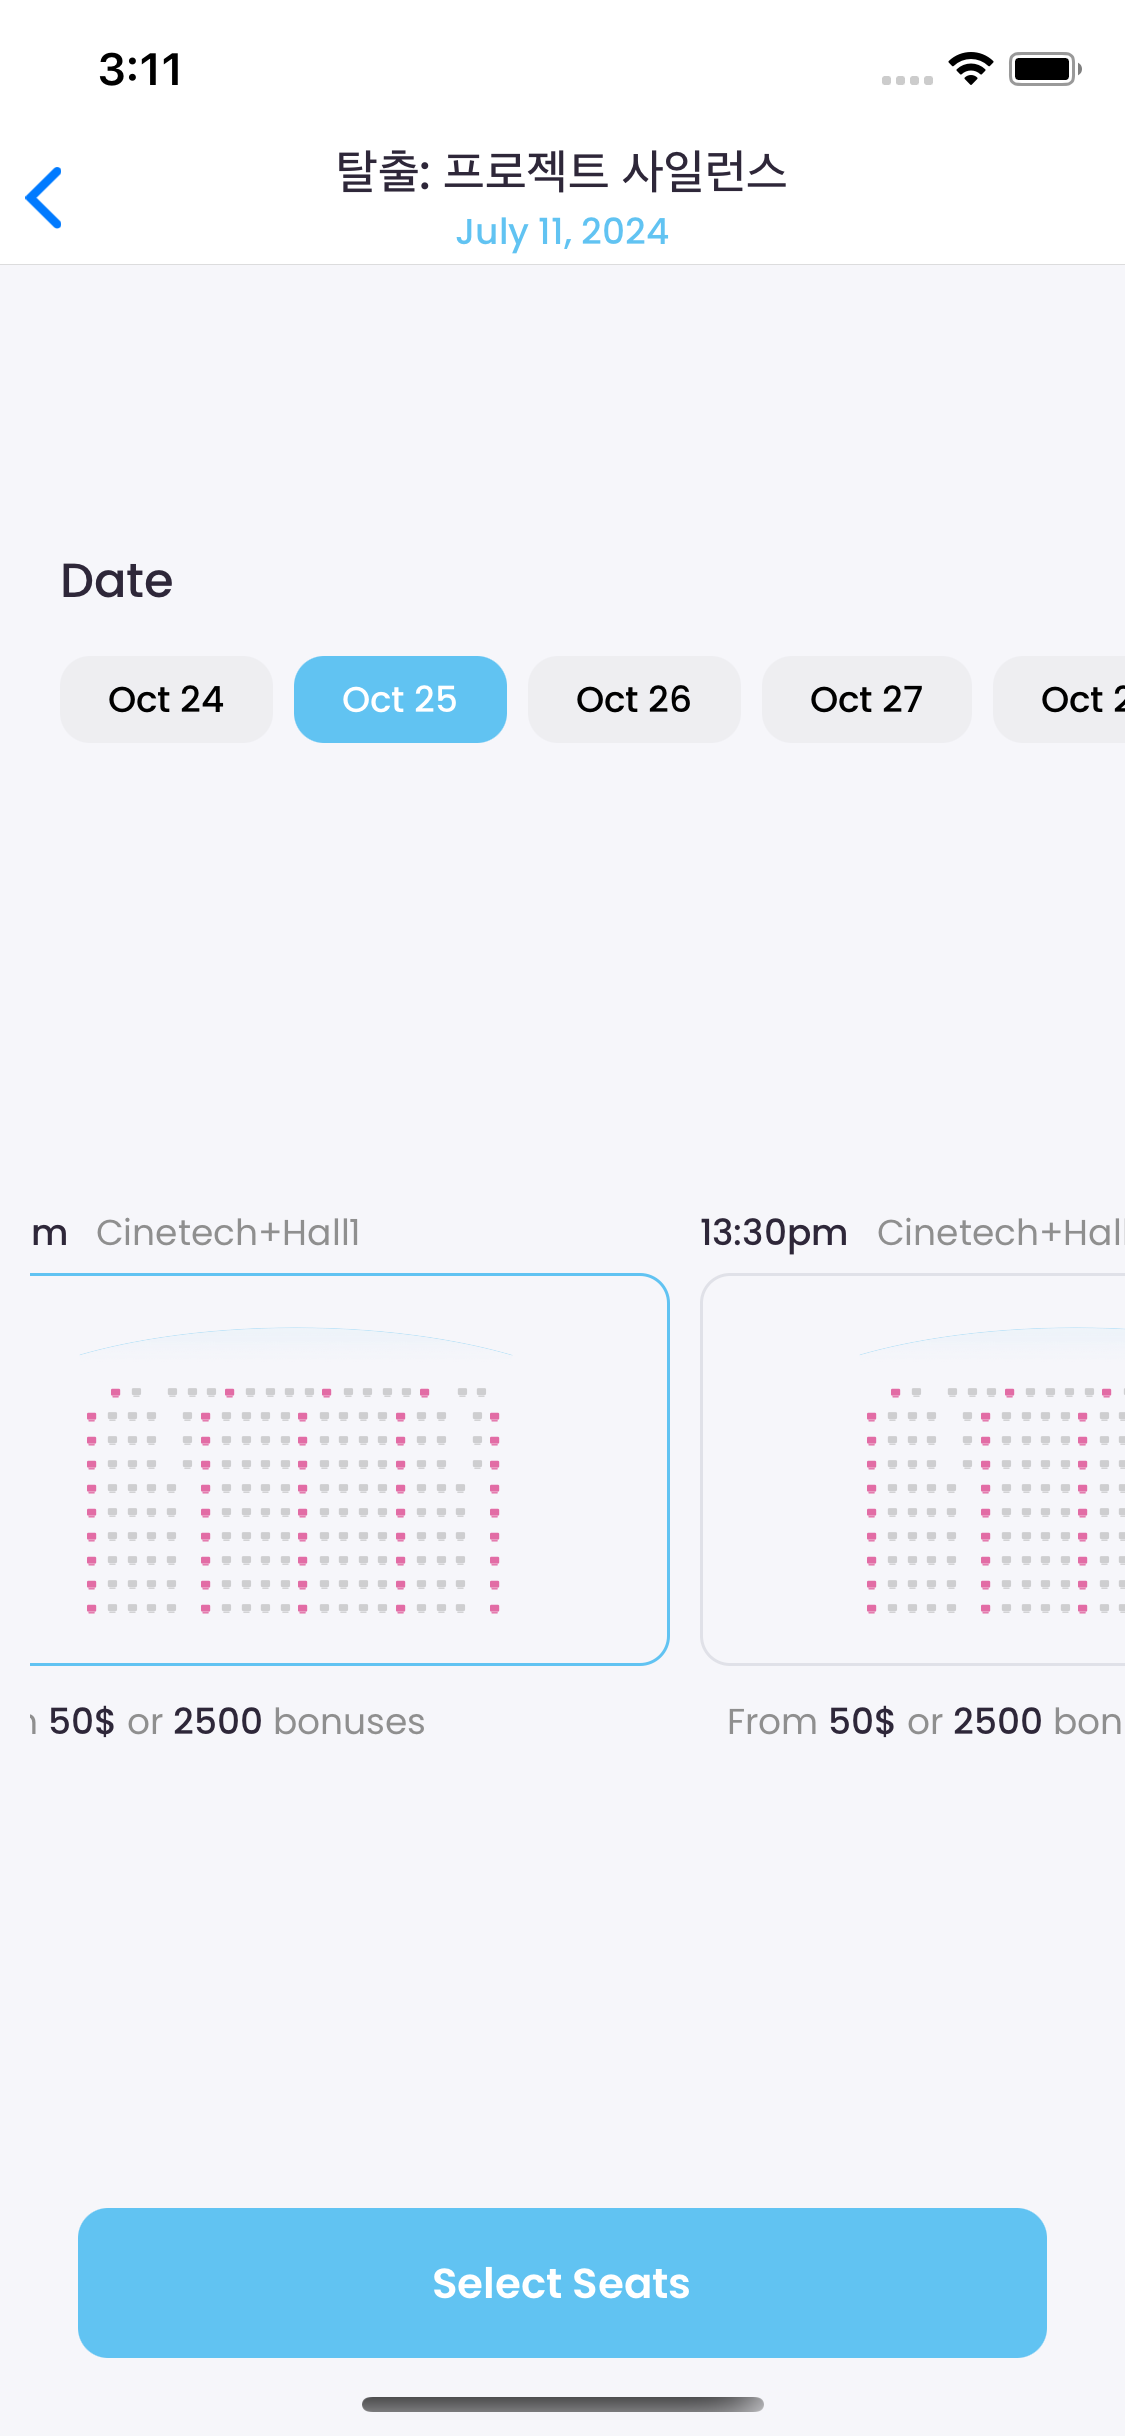 3:11
탈출: 프로젝트 사일런스
July 11, 2024
Date
Oct 24 Oct 25 Oct 26 Oct 27 Oct
m Cinetech+Hall1 13:30pm Cinetech+Hall
50$ or 2500 bonuses From 50$ or 2500 bon
Select Seats